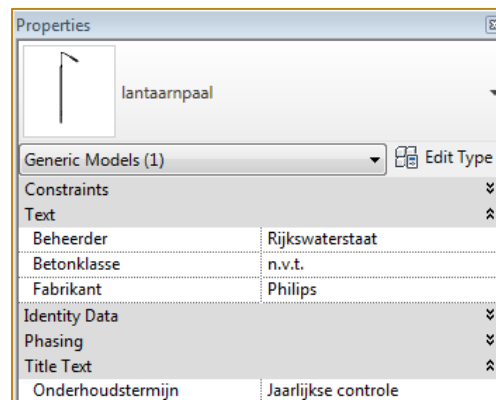 Properties
lantaarnpaal
Generic Models (1) Edit Type
Constraints
Text
Beheerder Rijkswaterstaat
Betonklasse n.v.t.
Fabrikant Philips
Identity Data
Phasing
Title Text
Onderhoudstermijn Jaarlijkse controle